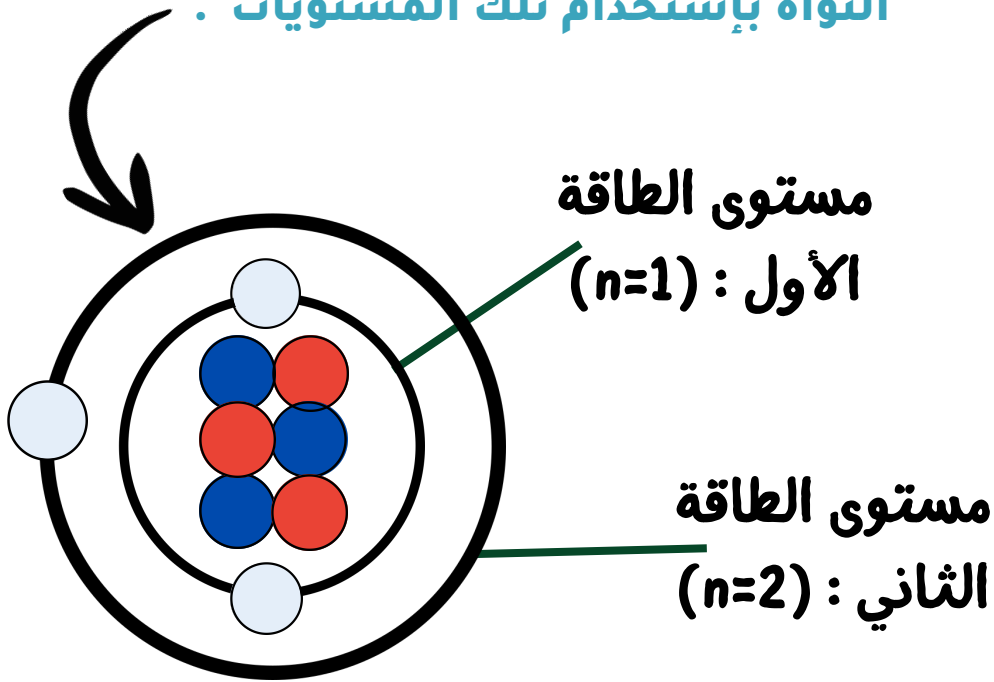 النواة بإستخدام تلك المستويات .
مستوى الطاقة
الأول : (n=1)
مستوى الطاقة
الثاني : (n=2)